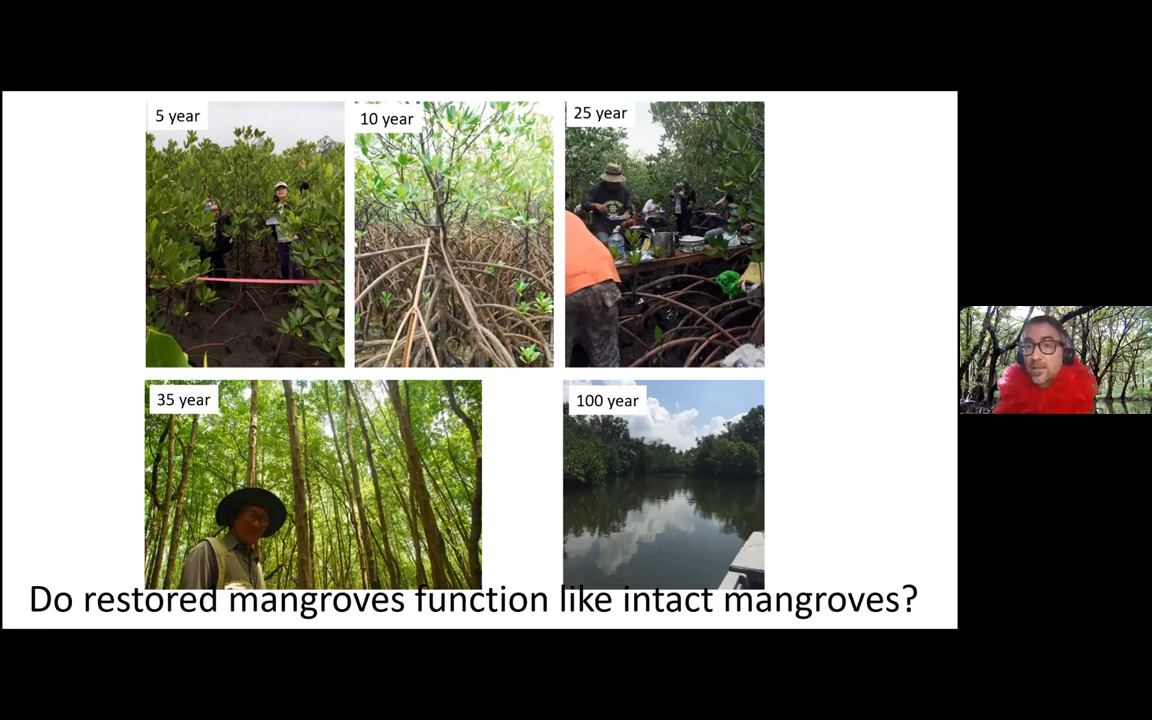 5 year
10 year
25 year
35 year
100 year
Do restored mangroves function like intact mangroves?